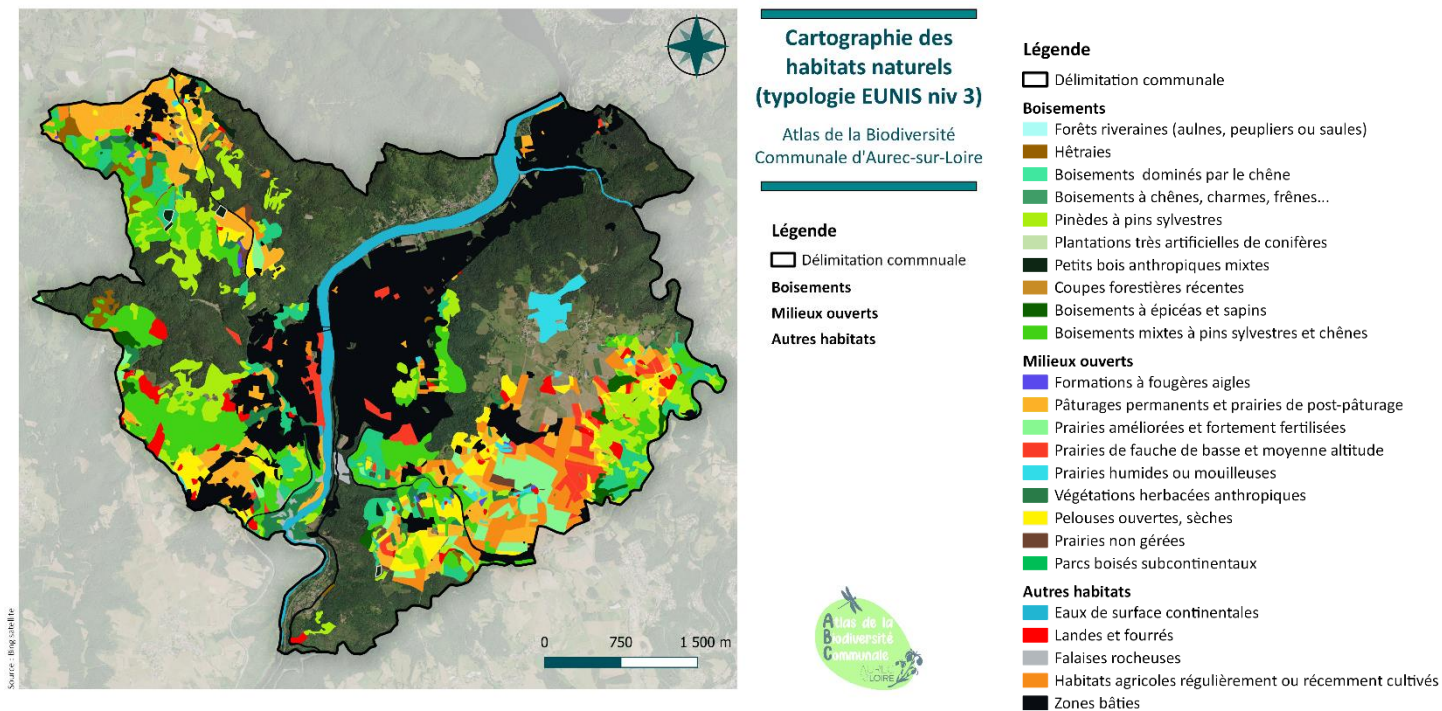 Cartographie des
habitats naturels
(typologie EUNIS niv 3)
Atlas de la Biodiversité
Communale d'Aurec-sur-Loire
Légende
Délimitation commnuale
Boisements
Milieux ouverts
Autres habitats
Atlas de la
Biodiversité
Communale
LOIRE
0 750 1 500 m
Source : Bing satellite
Légende
Délimitation communale
Boisements
Forêts riveraines (aulnes, peupliers ou saules)
Hêtraies
Boisements dominés par le chêne
Boisements à chênes, charmes, frênes...
Pinèdes à pins sylvestres
Plantations très artificielles de conifères
Petits bois anthropiques mixtes
Coupes forestières récentes
Boisements à épicéas et sapins
Boisements mixtes à pins sylvestres et chênes
Milieux ouverts
Formations à fougères aigles
Pâturages permanents et prairies de post-pâturage
Prairies améliorées et fortement fertilisées
Prairies de fauche de basse et moyenne altitude
Prairies humides ou mouilleuses
Végétations herbacées anthropiques
Pelouses ouvertes, sèches
Prairies non gérées
Parcs boisés subcontinentaux
Autres habitats
Eaux de surface continentales
Landes et fourrés
Falaises rocheuses
Habitats agricoles régulièrement ou récemment cultivés
Zones bâties